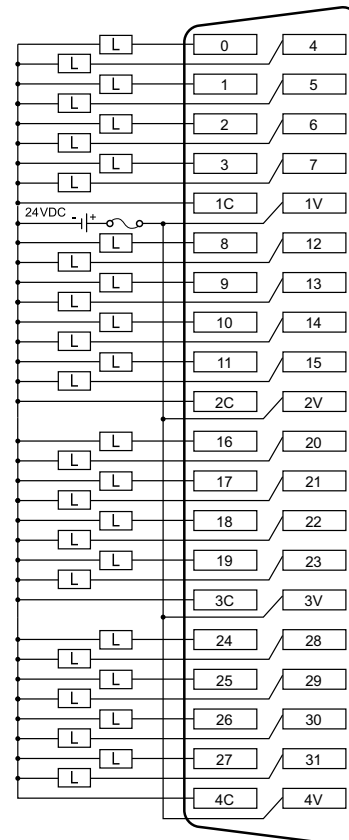 L 0 4
L
L 1 5
L
L 2 6
L
L 3 7
L
1C 1V
24VDC - +
L 8 12
L
L 9 13
L
L 10 14
L
L 11 15
L
2C 2V
L 16 20
L
L 17 21
L
L 18 22
L
L 19 23
L
3C 3V
L 24 28
L
L 25 29
L
L 26 30
L
L 27 31
L
4C 4V